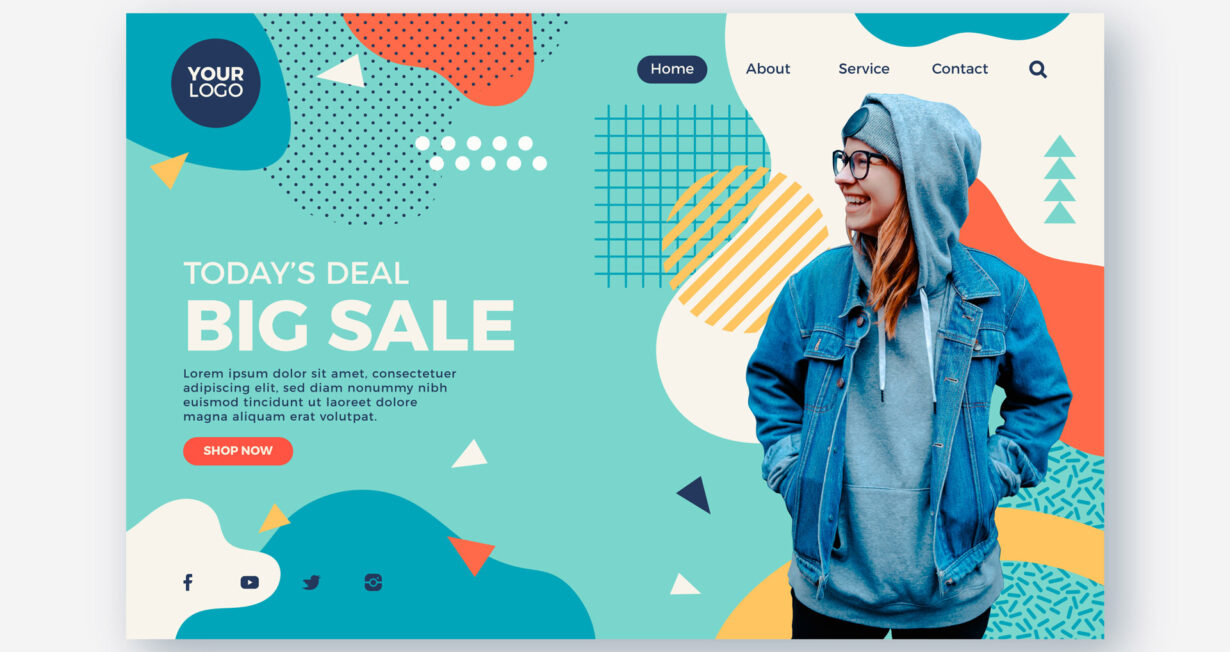 YOUR
LOGO
Home About Service Contact
TODAY'S DEAL
BIG SALE
Lorem ipsum dolor sit amet, consectetuer
adipiscing elit, sed diam nonummy nibh
euismod tincidunt ut laoreet dolore
magna aliquam erat volutpat.
SHOP NOW